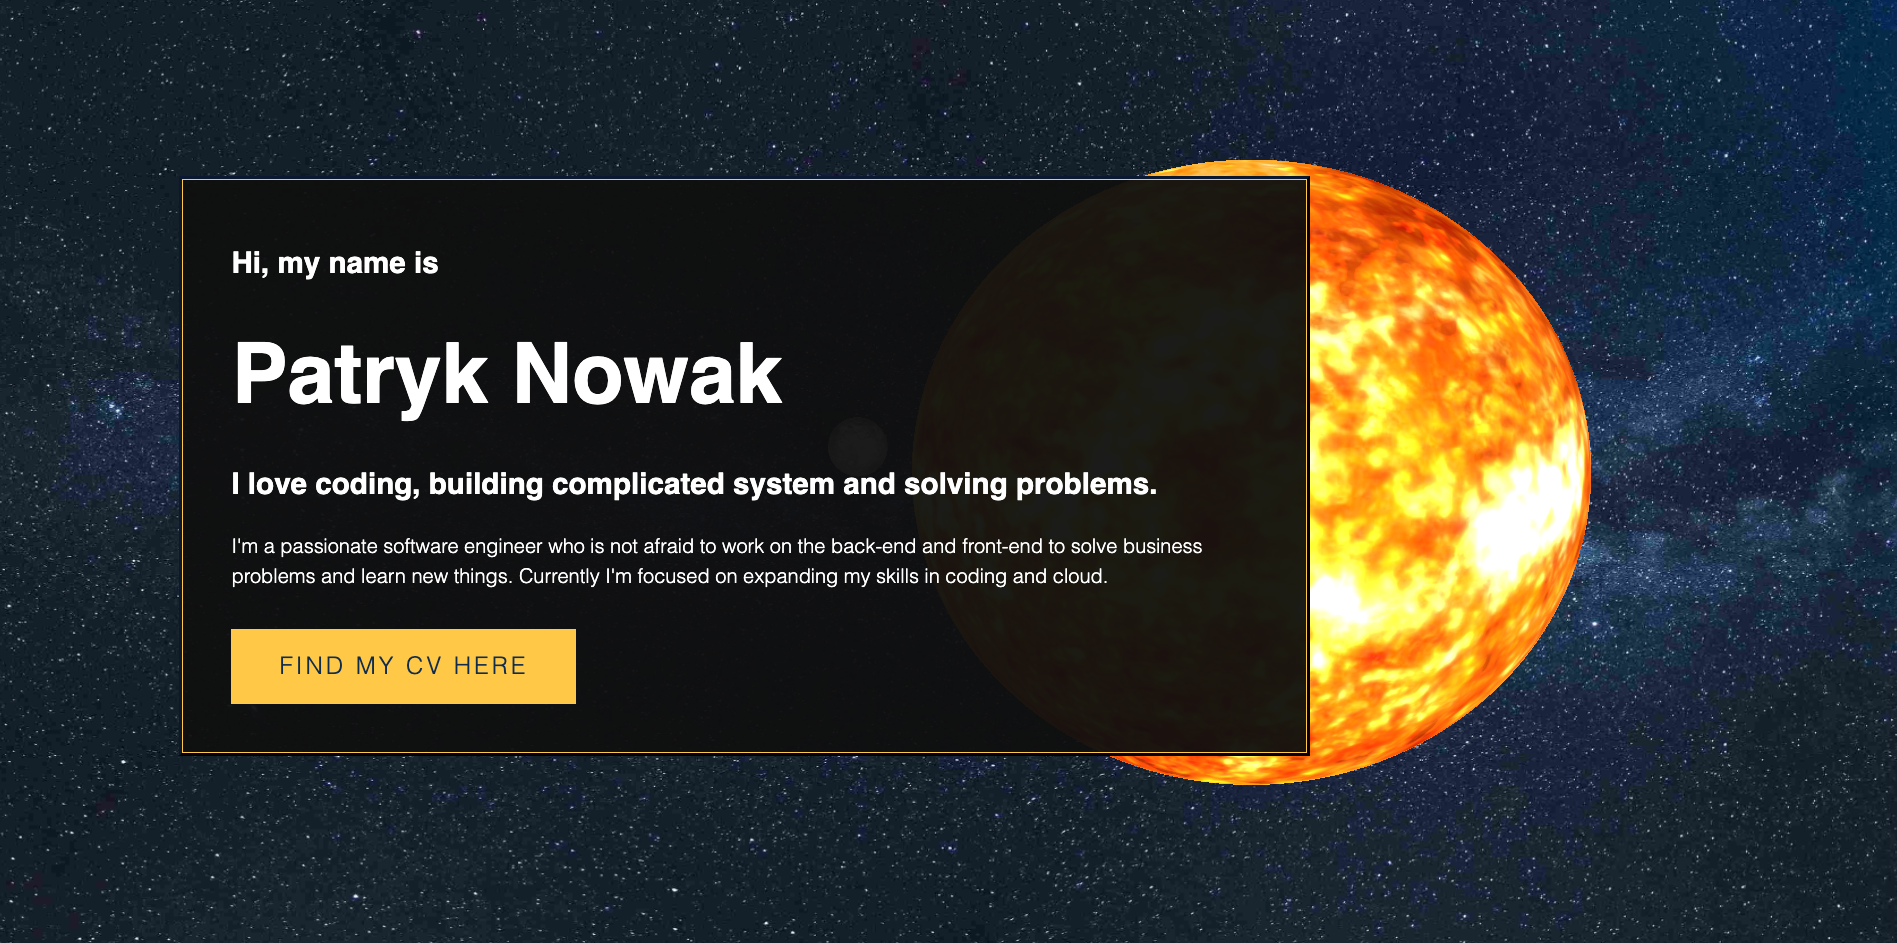 Hi, my name is
Patryk Nowak
I love coding, building complicated system and solving problems.
I'm a passionate software engineer who is not afraid to work on the back-end and front-end to solve business
problems and learn new things. Currently I'm focused on expanding my skills in coding and cloud.
FIND MY CV HERE